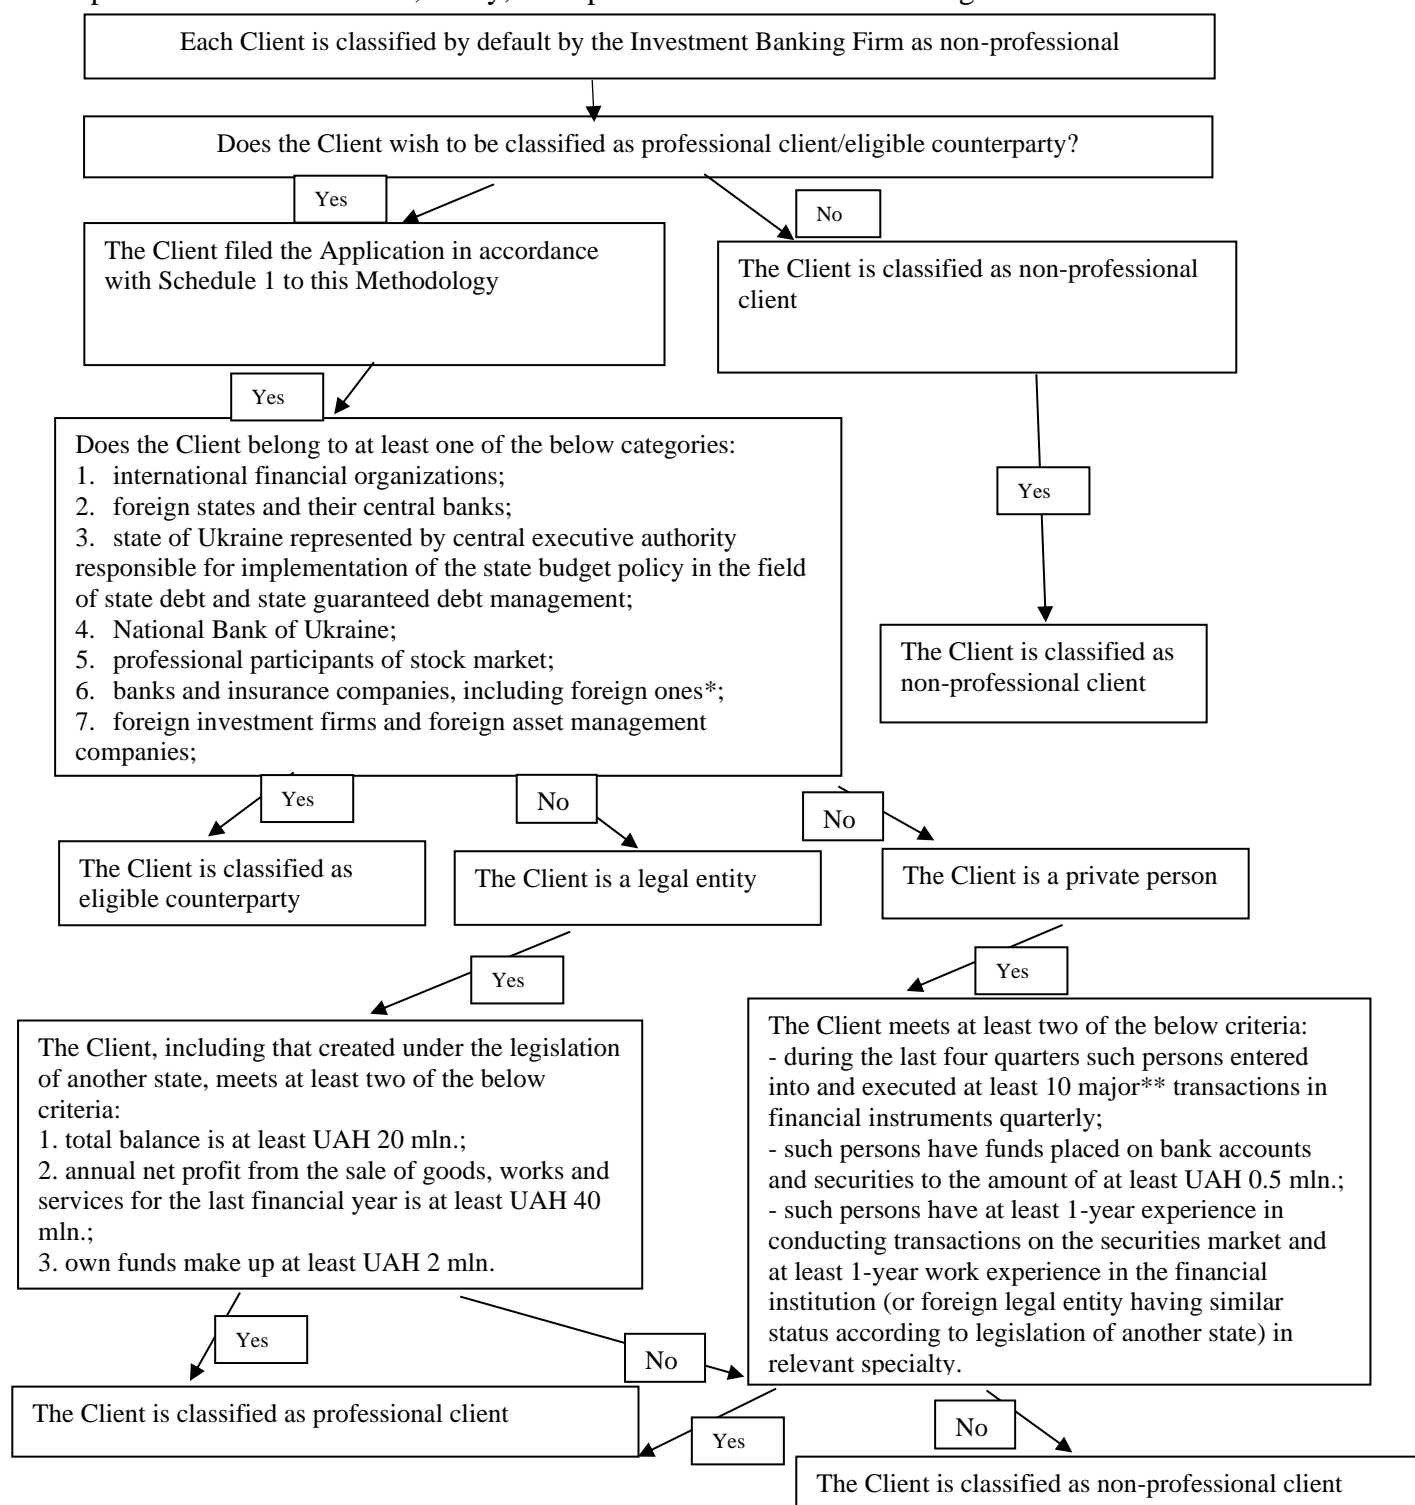 Each Client is classified by default by the Investment Banking Firm as non-professional
Does the Client wish to be classified as professional client/eligible counterparty?
Yes
No
The Client filed the Application in accordance
with Schedule 1 to this Methodology
The Client is classified as non-professional
client
Yes
Does the Client belong to at least one of the below categories:
1. international financial organizations;
2. foreign states and their central banks;
3. state of Ukraine represented by central executive authority
responsible for implementation of the state budget policy in the field
of state debt and state guaranteed debt management;
4. National Bank of Ukraine;
5. professional participants of stock market;
6. banks and insurance companies, including foreign ones*;
7. foreign investment firms and foreign asset management
companies;
Yes
The Client is classified as
non-professional client
Yes
No
No
The Client is classified as
eligible counterparty
The Client is a legal entity
The Client is a private person
Yes
Yes
The Client, including that created under the legislation
of another state, meets at least two of the below
criteria:
1. total balance is at least UAH 20 mln.;
2. annual net profit from the sale of goods, works and
services for the last financial year is at least UAH 40
mln.;
3. own funds make up at least UAH 2 mln.
The Client meets at least two of the below criteria:
- during the last four quarters such persons entered
into and executed at least 10 major** transactions in
financial instruments quarterly;
- such persons have funds placed on bank accounts
and securities to the amount of at least UAH 0.5 mln.;
- such persons have at least 1-year experience in
conducting transactions on the securities market and
at least 1-year work experience in the financial
institution (or foreign legal entity having similar
status according to legislation of another state) in
relevant specialty.
Yes
No
The Client is classified as professional client
Yes
No
The Client is classified as non-professional client